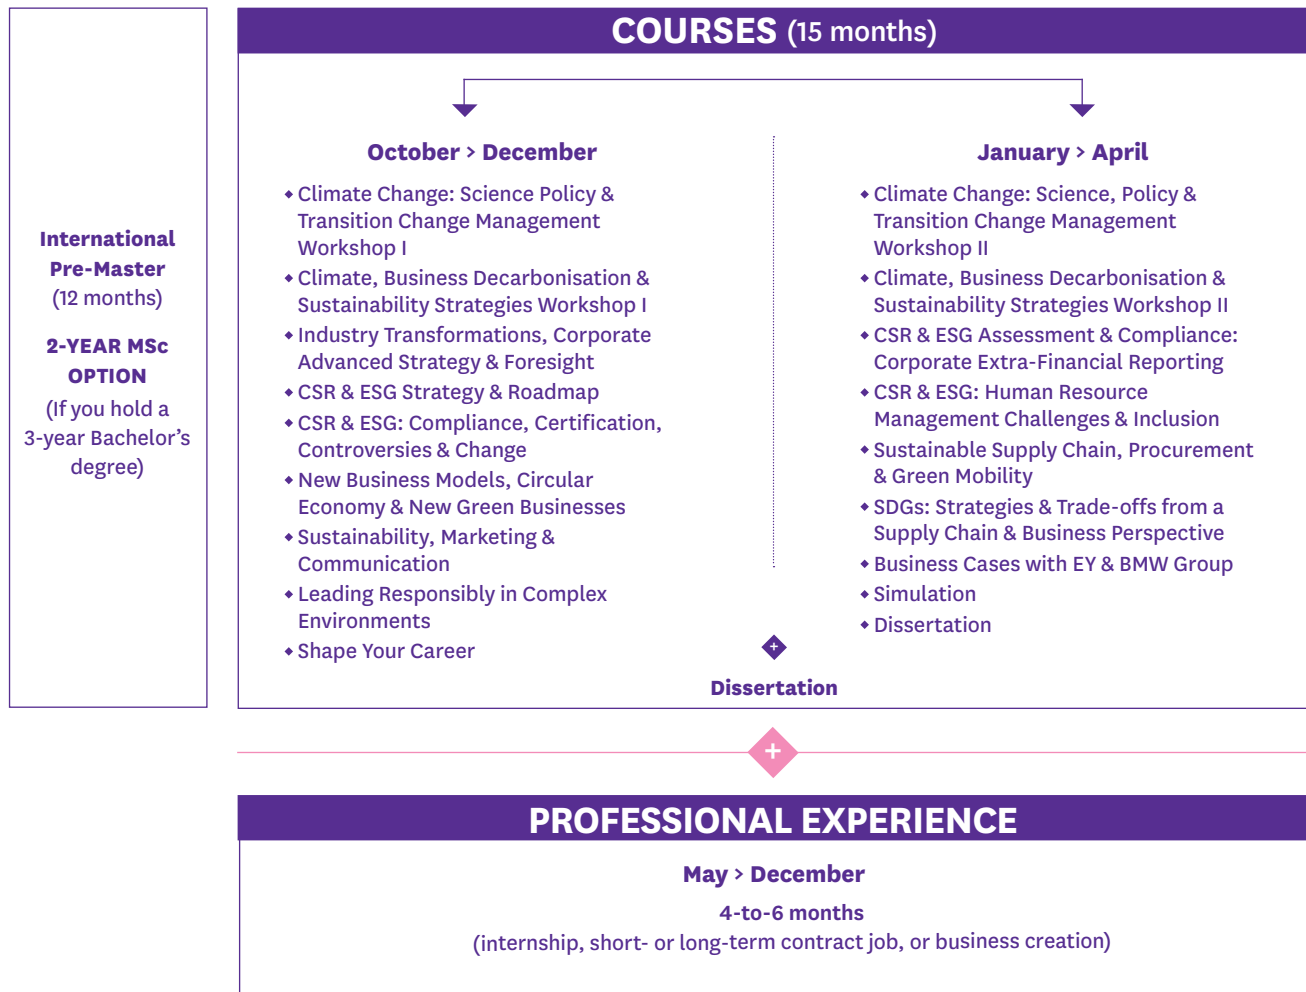 International
Pre-Master
(12 months)
2-YEAR MSc
OPTION
(If you hold a
3-year Bachelor's
degree)
COURSES (15 months)
October > December
◆ Climate Change: Science Policy &
Transition Change Management
Workshop I
◆ Climate, Business Decarbonisation &
Sustainability Strategies Workshop I
◆ Industry Transformations, Corporate
Advanced Strategy & Foresight
◆ CSR & ESG Strategy & Roadmap
◆ CSR & ESG: Compliance, Certification,
Controversies & Change
◆ New Business Models, Circular
Economy & New Green Businesses
◆ Sustainability, Marketing &
Communication
◆ Leading Responsibly in Complex
Environments
◆ Shape Your Career
January > April
◆ Climate Change: Science, Policy &
Transition Change Management
Workshop II
◆ Climate, Business Decarbonisation &
Sustainability Strategies Workshop II
◆ CSR & ESG Assessment & Compliance:
Corporate Extra-Financial Reporting
◆ CSR & ESG: Human Resource
Management Challenges & Inclusion
◆ Sustainable Supply Chain, Procurement
& Green Mobility
◆ SDGs: Strategies & Trade-offs from a
Supply Chain & Business Perspective
◆ Business Cases with EY & BMW Group
◆ Simulation
◆ Dissertation
+
Dissertation
+
PROFESSIONAL EXPERIENCE
May > December
4-to-6 months
(internship, short- or long-term contract job, or business creation)